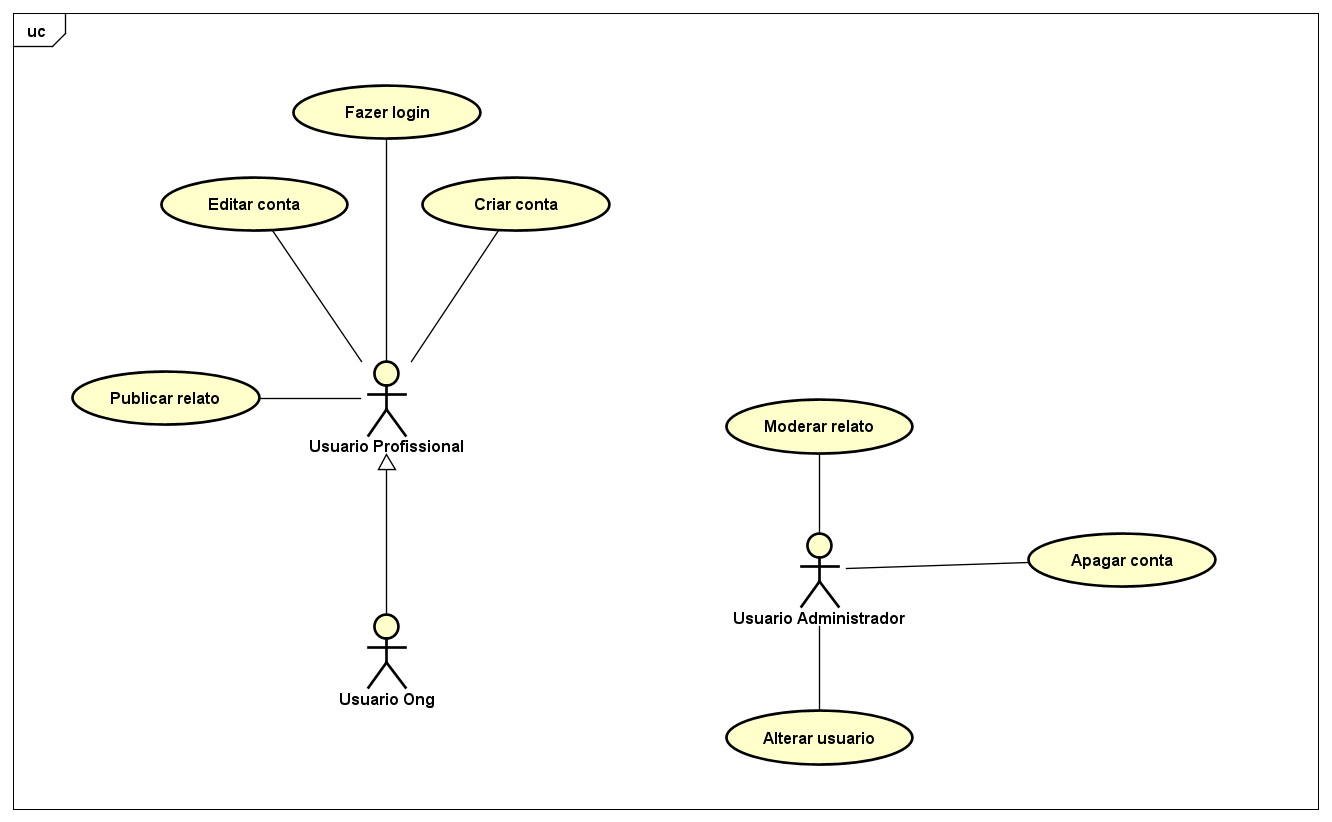 uc
Fazer login
Editar conta
Criar conta
Publicar relato
Usuario Profissional
Moderar relato
Apagar conta
Usuario Administrador
Usuario Ong
Alterar usuario